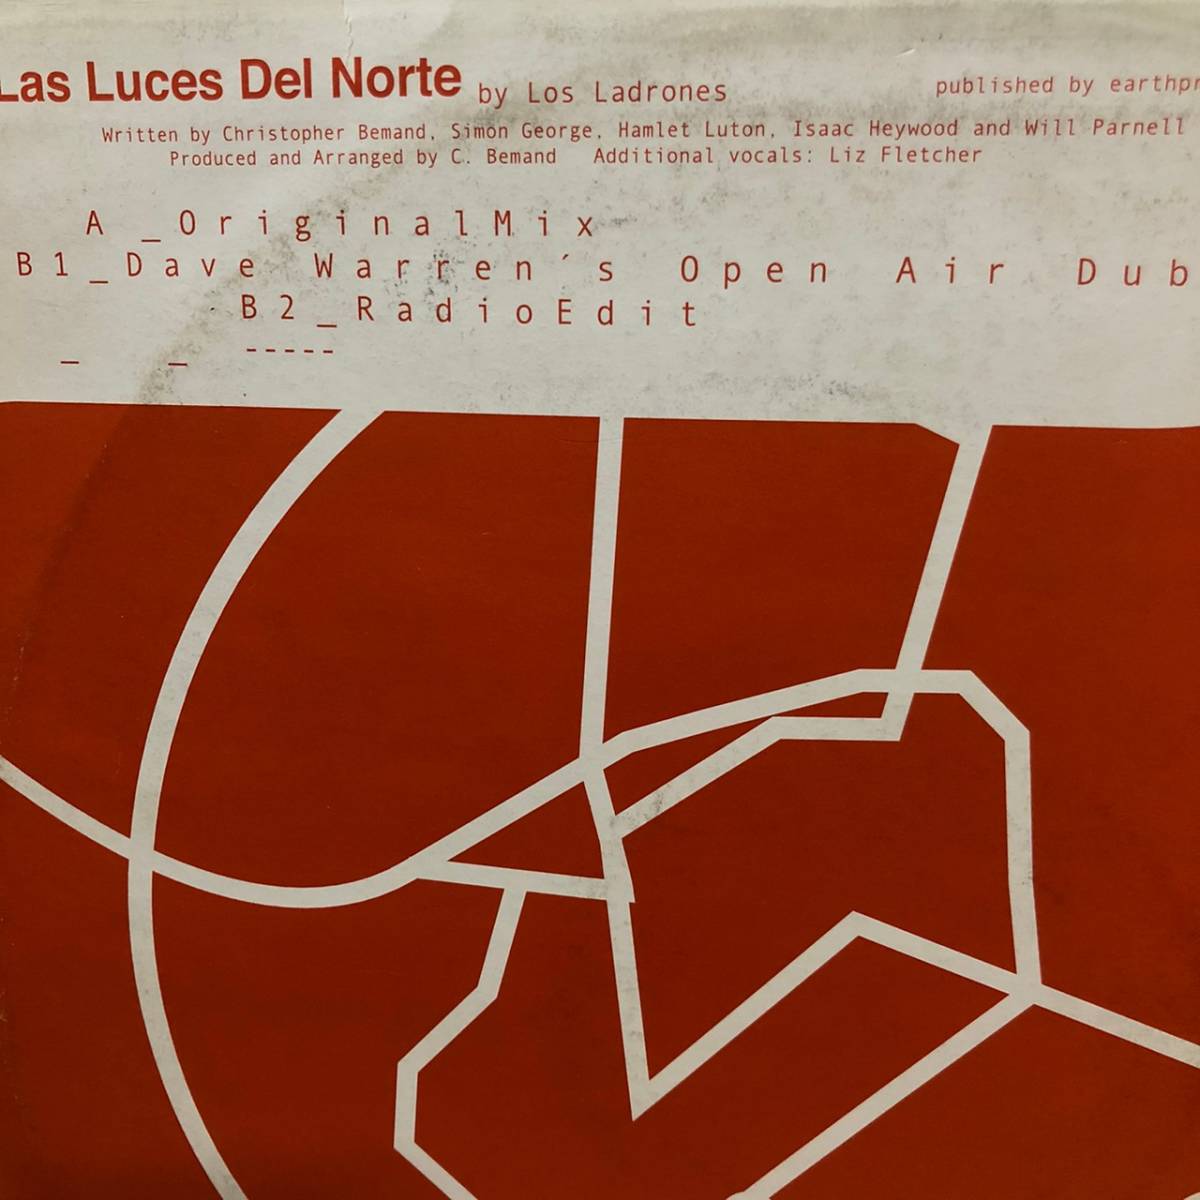 Las Luces Del Norte by Los Ladrones published by earthpr
Written by Christopher Bemand, Simon George, Hamlet Luton, Isaac Heywood and Will Parnell
Produced and Arranged by C. Bemand Additional vocals: Liz Fletcher
A _OriginalMix
B1_Dave Warren´s Open Air Dub
B2_RadioEdit
_ _ -----